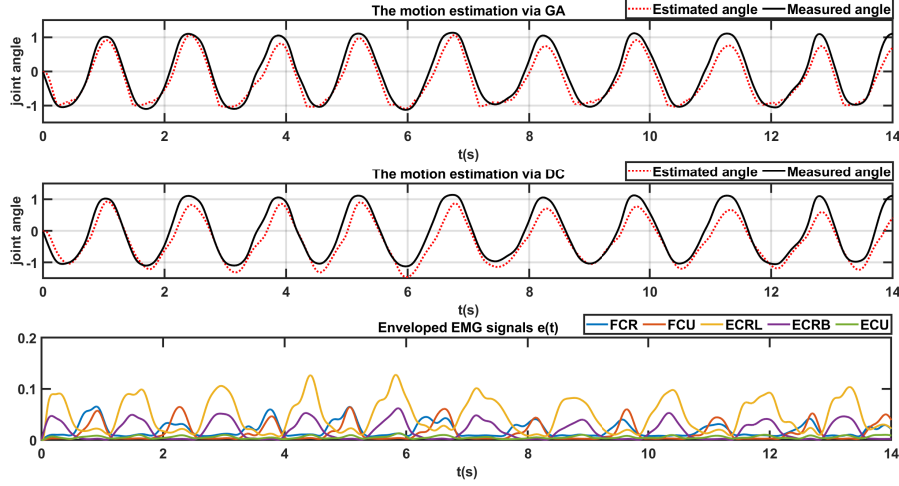 The motion estimation via GA
Estimated angle Measured angle
joint angle
1
0
-1
0 2 4 6 8 10 12 14
t(s)
The motion estimation via DC
Estimated angle Measured angle
joint angle
1
0
-1
0 2 4 6 8 10 12 14
t(s)
Enveloped EMG signals e(t)
FCR FCU ECRL ECRB ECU
0.2
0.1
0
0 2 4 6 8 10 12 14
t(s)